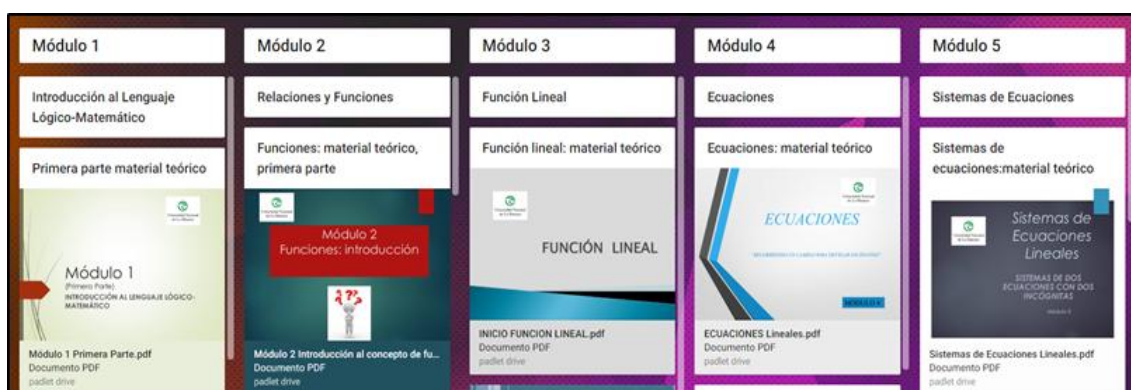 Módulo 1
Introducción al Lenguaje
Lógico-Matemático
Primera parte material teórico
Módulo 1
(Primera Parte)
INTRODUCCIÓN AL LENGUAJE LÓGICO-
MATEMÁTICO
Módulo 1 Primera Parte.pdf
Documento PDF
padlet drive
Módulo 2
Relaciones y Funciones
Funciones: material teórico,
primera parte
Módulo 2
Funciones: introducción
Módulo 2 Introducción al concepto de fu...
Documento PDF
padlet drive
Módulo 3
Función Lineal
Función lineal: material teórico
FUNCIÓN LINEAL
INICIO FUNCION LINEAL.pdf
Documento PDF
padlet drive
Módulo 4
Ecuaciones
Ecuaciones: material teórico
ECUACIONES
MÓDULO 4
ECUACIONES Lineales.pdf
Documento PDF
padlet drive
Módulo 5
Sistemas de Ecuaciones
Sistemas de
ecuaciones:material teórico
Sistemas de
Ecuaciones
Lineales
SISTEMAS DE DOS
ECUACIONES CON DOS
INCÓGNITAS
Sistemas de Ecuaciones Lineales.pdf
Documento PDF
padlet drive